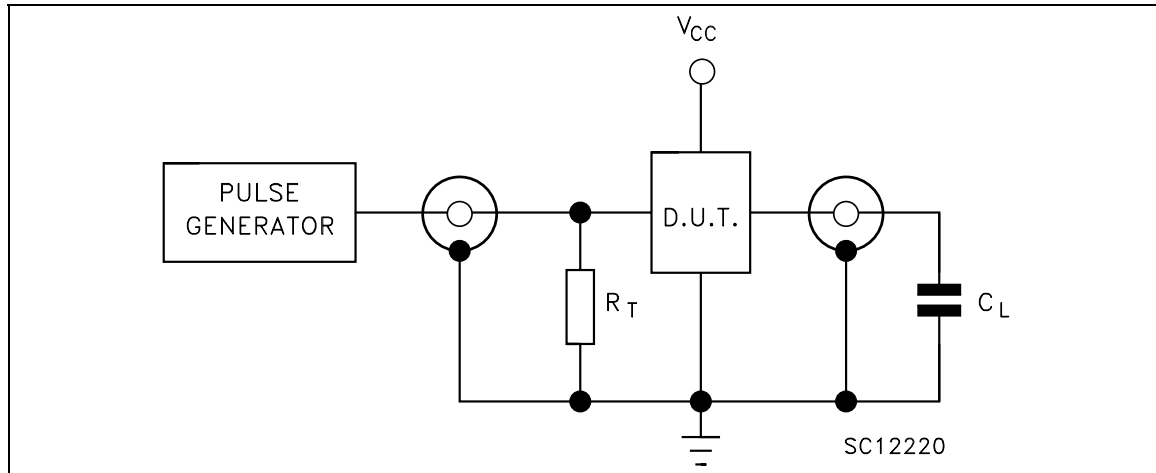 V_CC
PULSE
GENERATOR
D.U.T.
R_T
C_L
SC12220